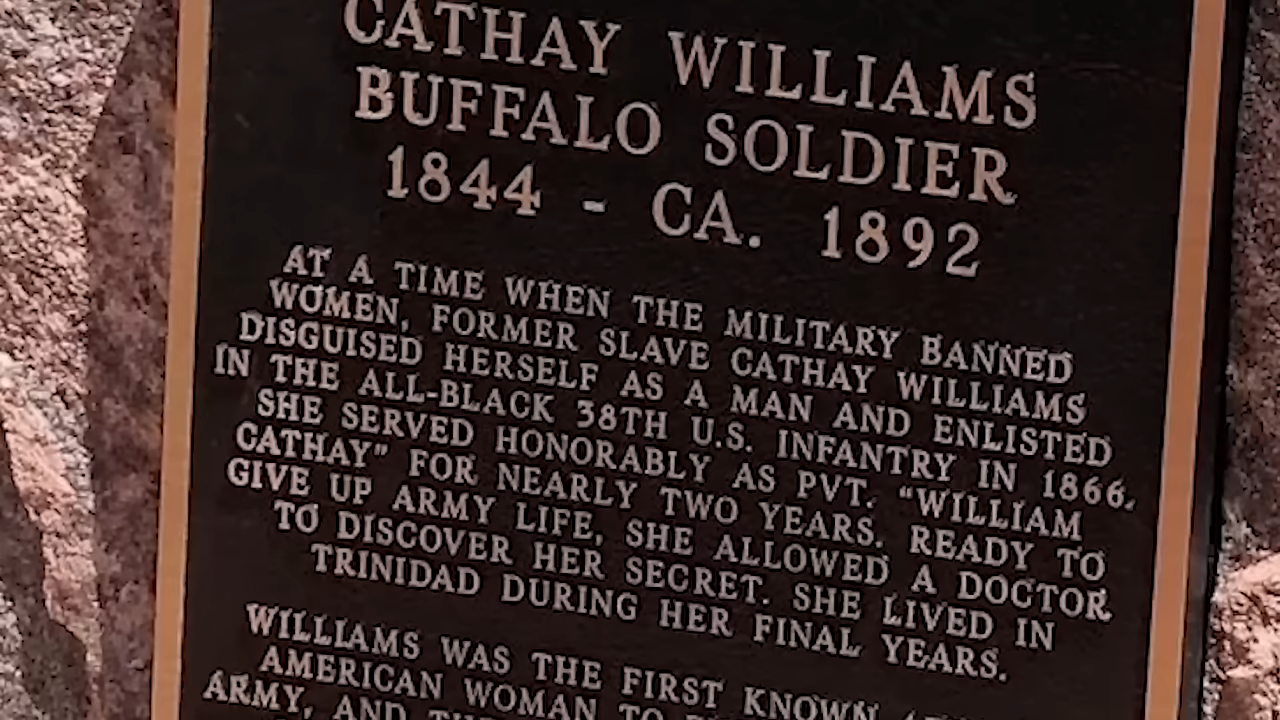 CATHAY WILLIAMS
BUFFALO SOLDIER
1844 - CA. 1892
AT A TIME WHEN THE MILITARY BANNED
WOMEN, FORMER SLAVE CATHAY WILLIAMS
DISGUISED HERSELF AS A MAN AND ENLISTED
IN THE ALL-BLACK 38TH U.S. INFANTRY IN 1866.
SHE SERVED HONORABLY AS PVT. "WILLIAM
CATHAY" FOR NEARLY TWO YEARS. READY TO
GIVE UP ARMY LIFE, SHE ALLOWED A DOCTOR
TO DISCOVER HER SECRET. SHE LIVED IN
TRINIDAD DURING HER FINAL YEARS.
WILLIAMS WAS THE FIRST KNOWN
AMERICAN WOMAN TO
ARMY, AND